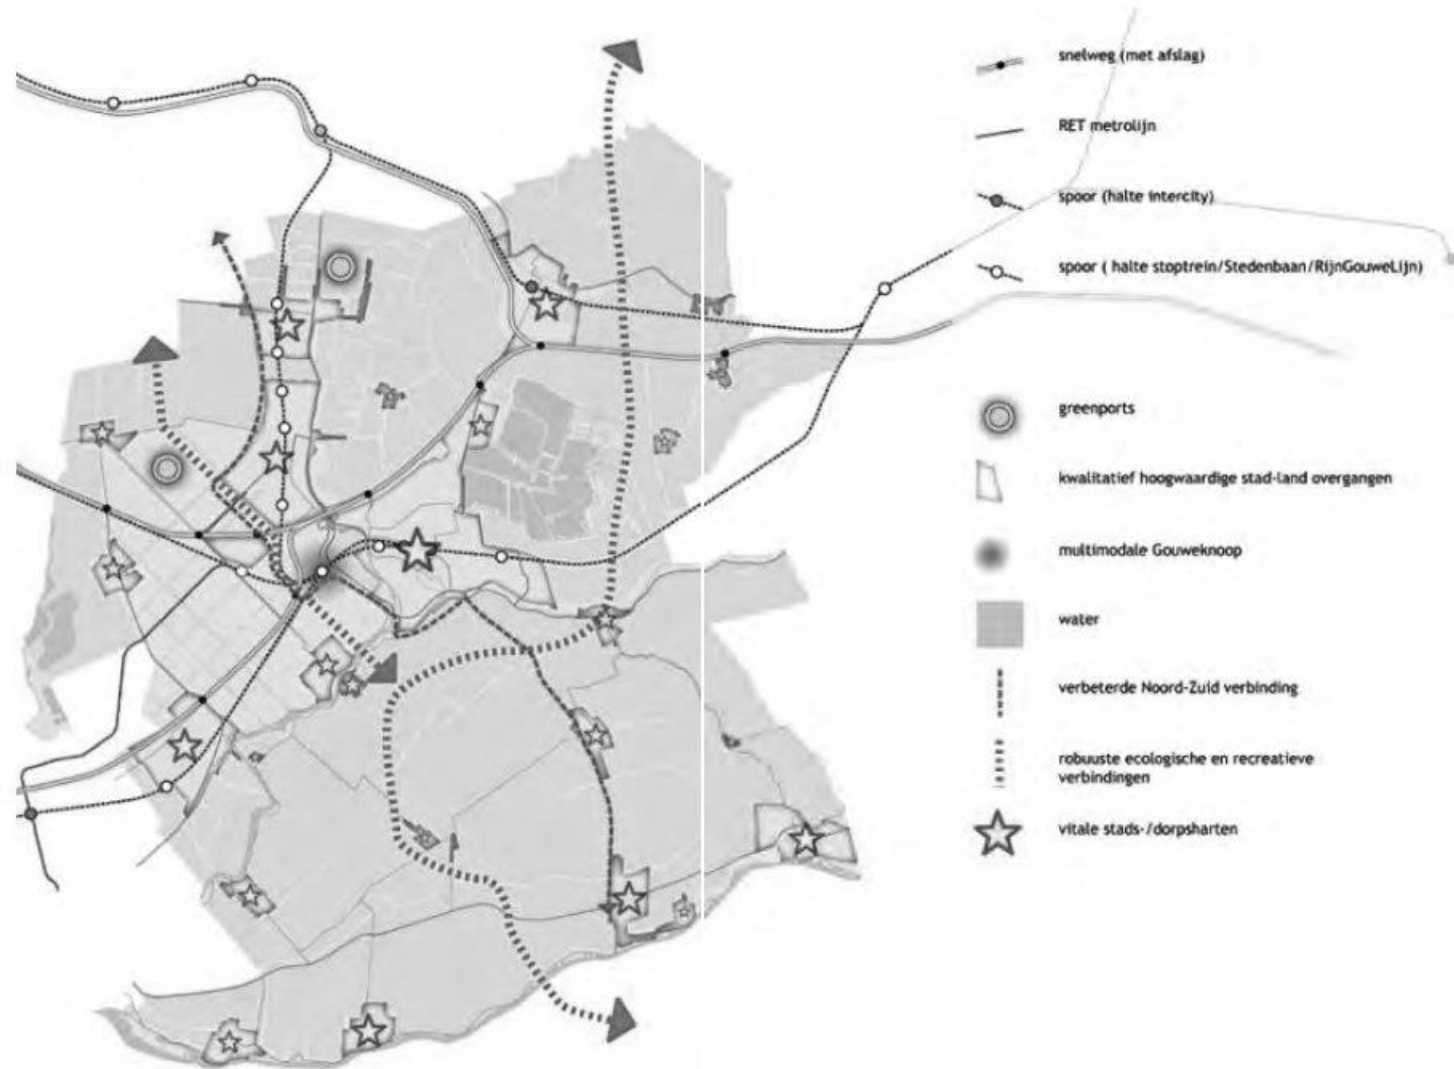 snelweg (met afslag)
RET metrolijn
spoor (halte intercity)
spoor ( halte stoptrein/Stedenbaan/RijnGouweLijn)
greenports
kwalitatief hoogwaardige stad-land overgangen
multimodale Gouweknoop
water
verbeterde Noord-Zuid verbinding
robuuste ecologische en recreatieve
verbindingen
vitale stads-/dorpsharten